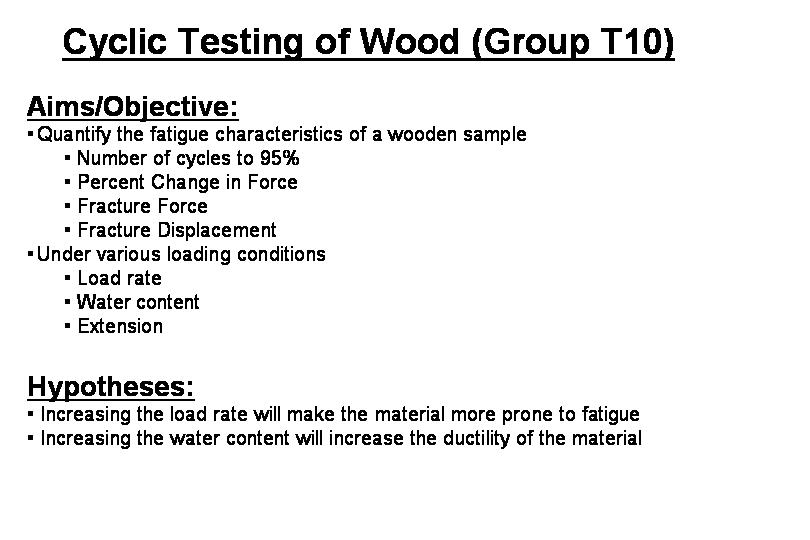 Cyclic Testing of Wood (Group T10)
Aims/Objective:
▪Quantify the fatigue characteristics of a wooden sample
▪ Number of cycles to 95%
▪ Percent Change in Force
▪ Fracture Force
▪ Fracture Displacement
▪Under various loading conditions
▪ Load rate
▪ Water content
▪ Extension
Hypotheses:
▪ Increasing the load rate will make the material more prone to fatigue
▪ Increasing the water content will increase the ductility of the material